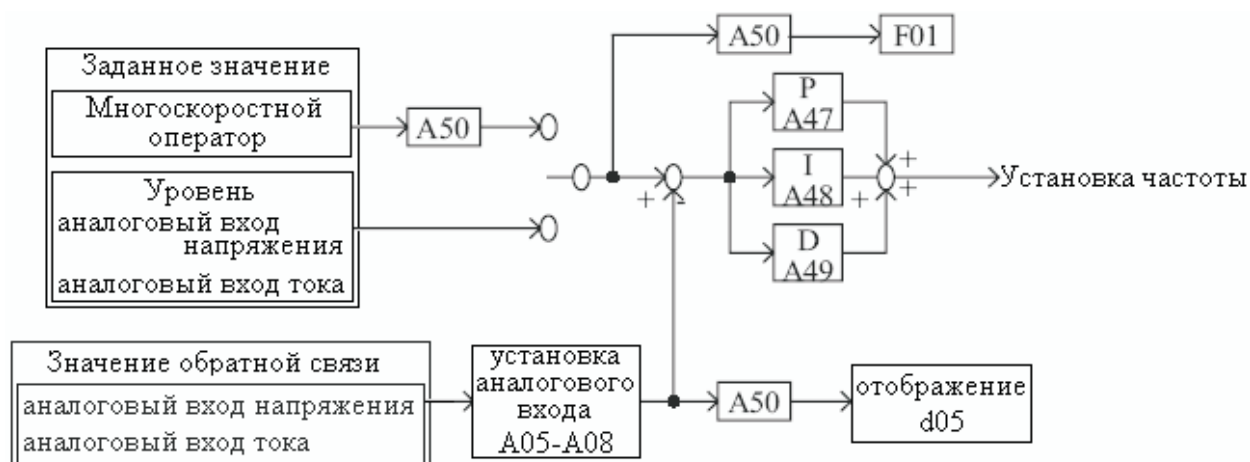 A50
F01
Заданное значение
Многоскоростной
оператор
A50
P
A47
Уровень
аналоговый вход
напряжения
аналоговый вход тока
I
A48
+
-
+
+
+
Установка частоты
D
A49
Значение обратной связи
аналоговый вход напряжения
аналоговый вход тока
установка
аналогового
входа
A05-A08
A50
отображение
d05